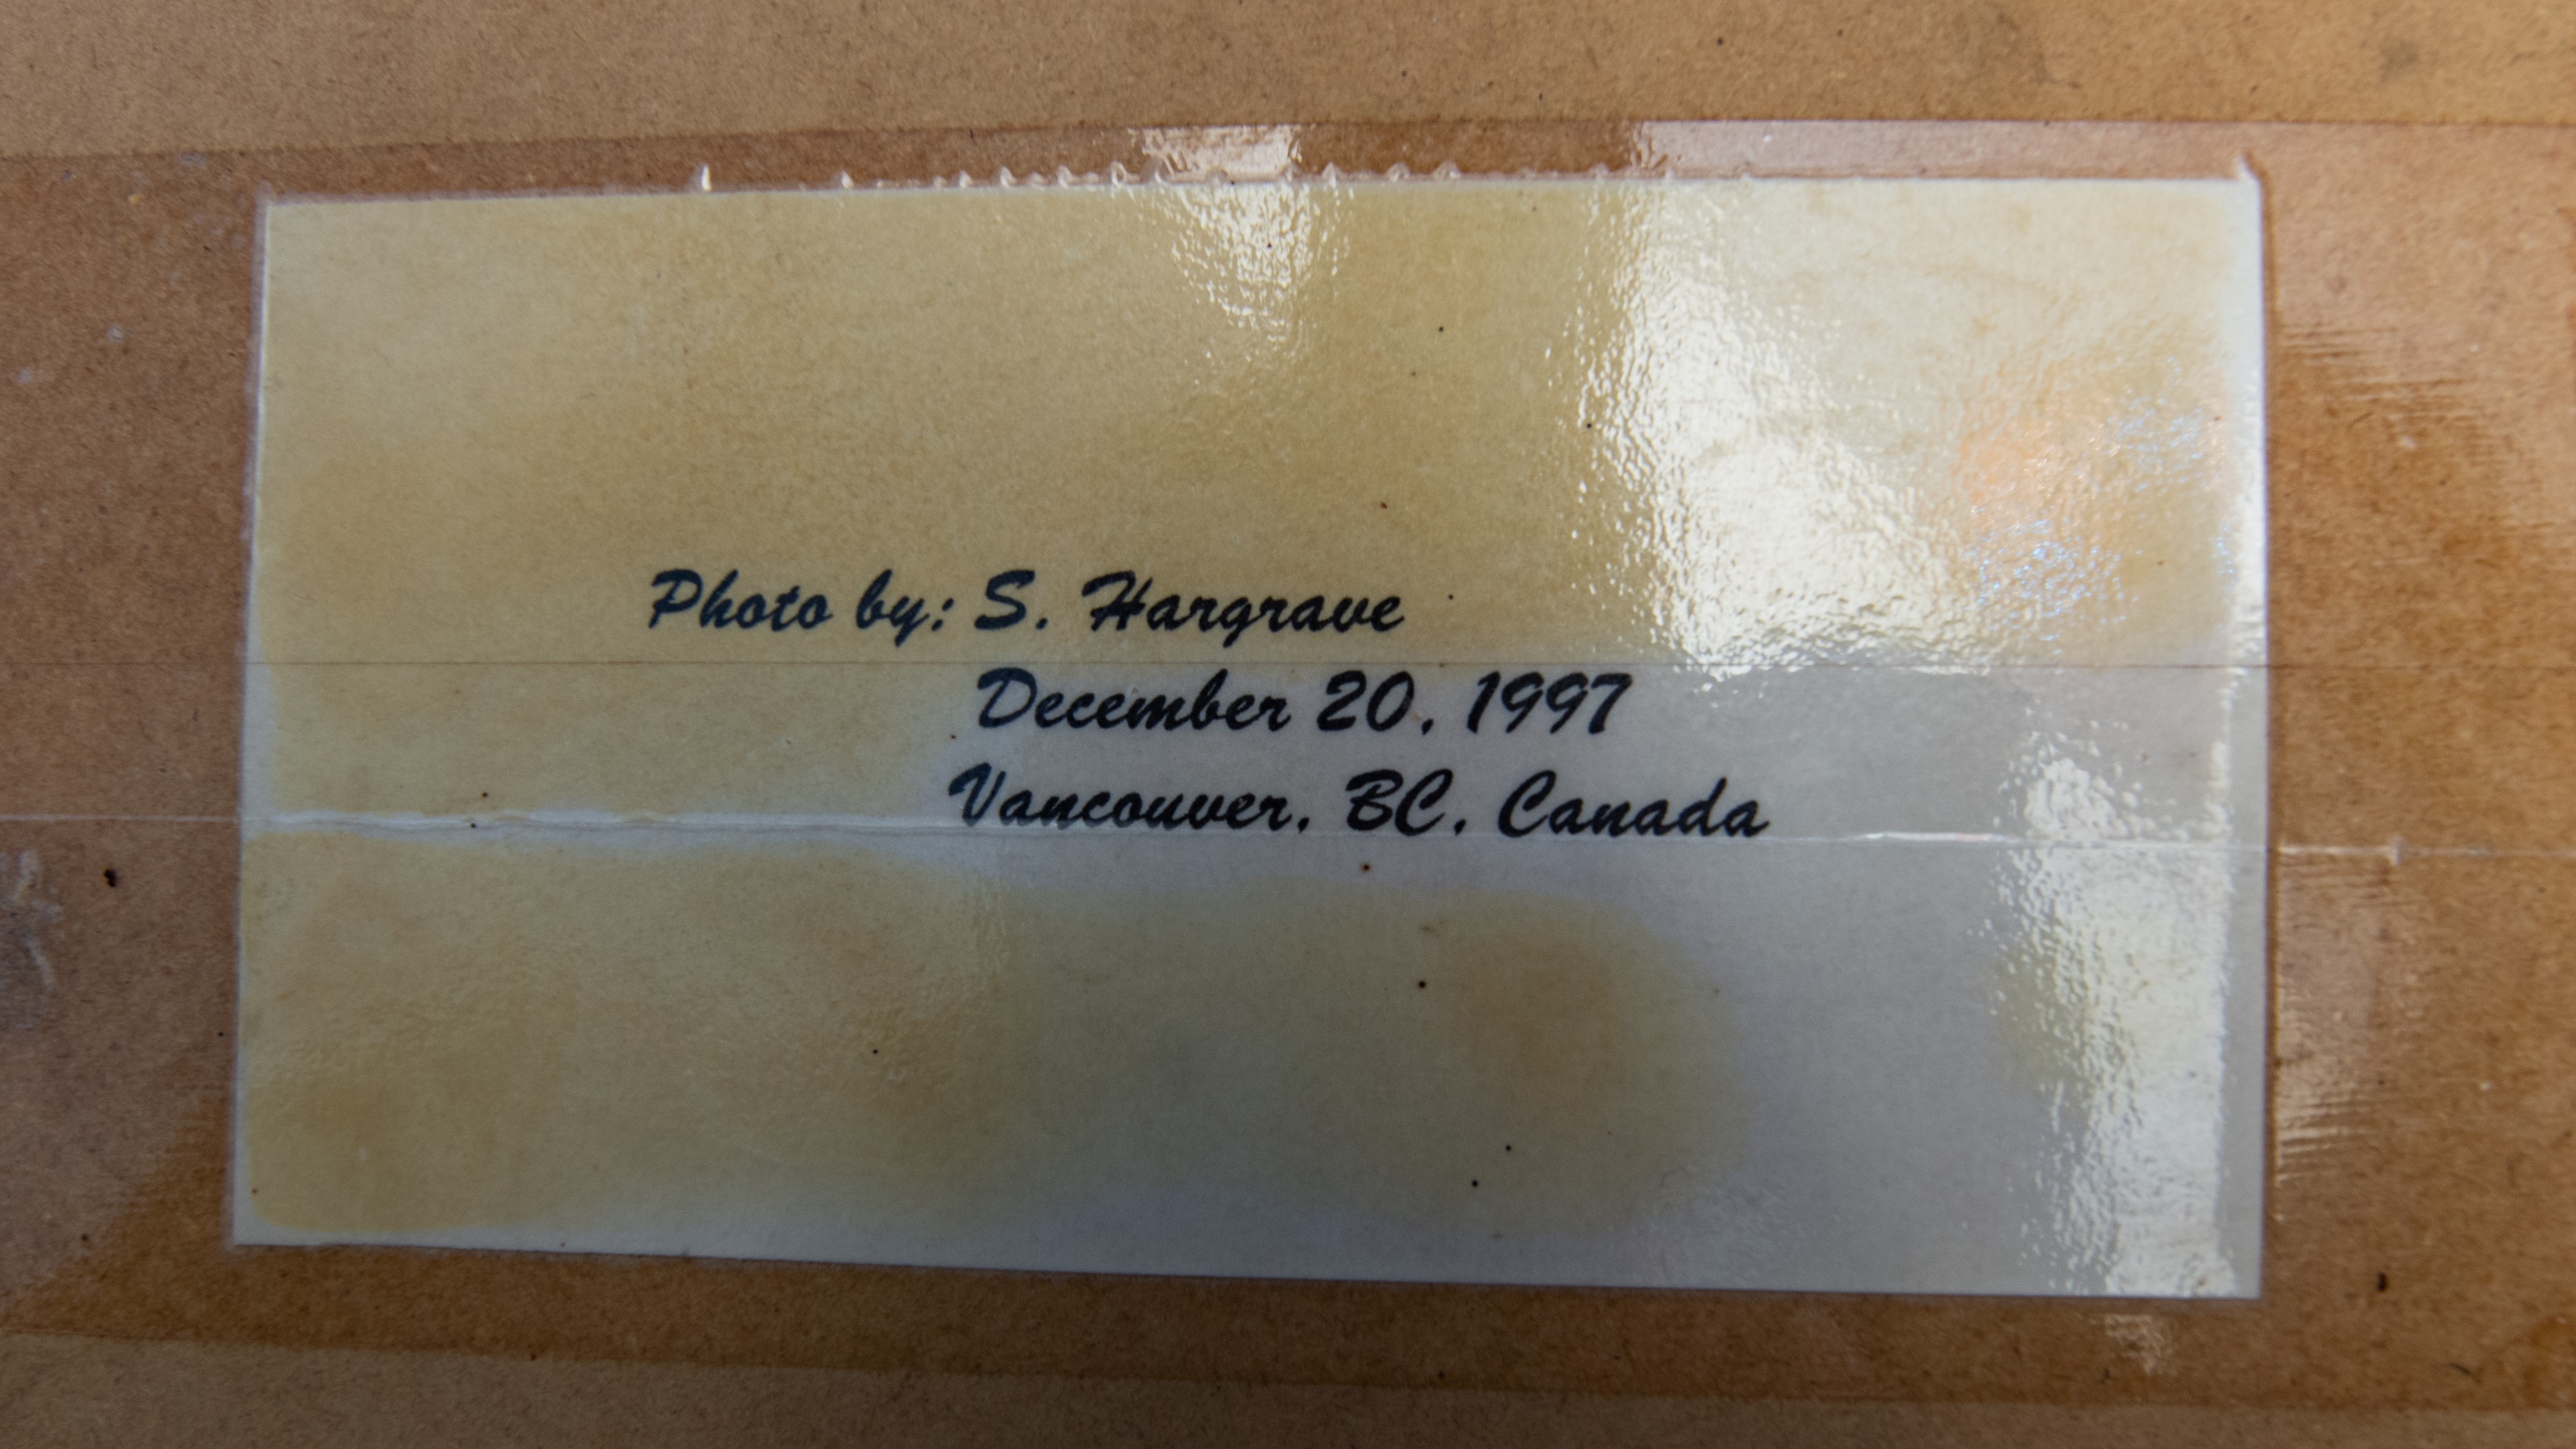 Photo by: S. Hargrave
December 20, 1997
Vancouver, BC, Canada